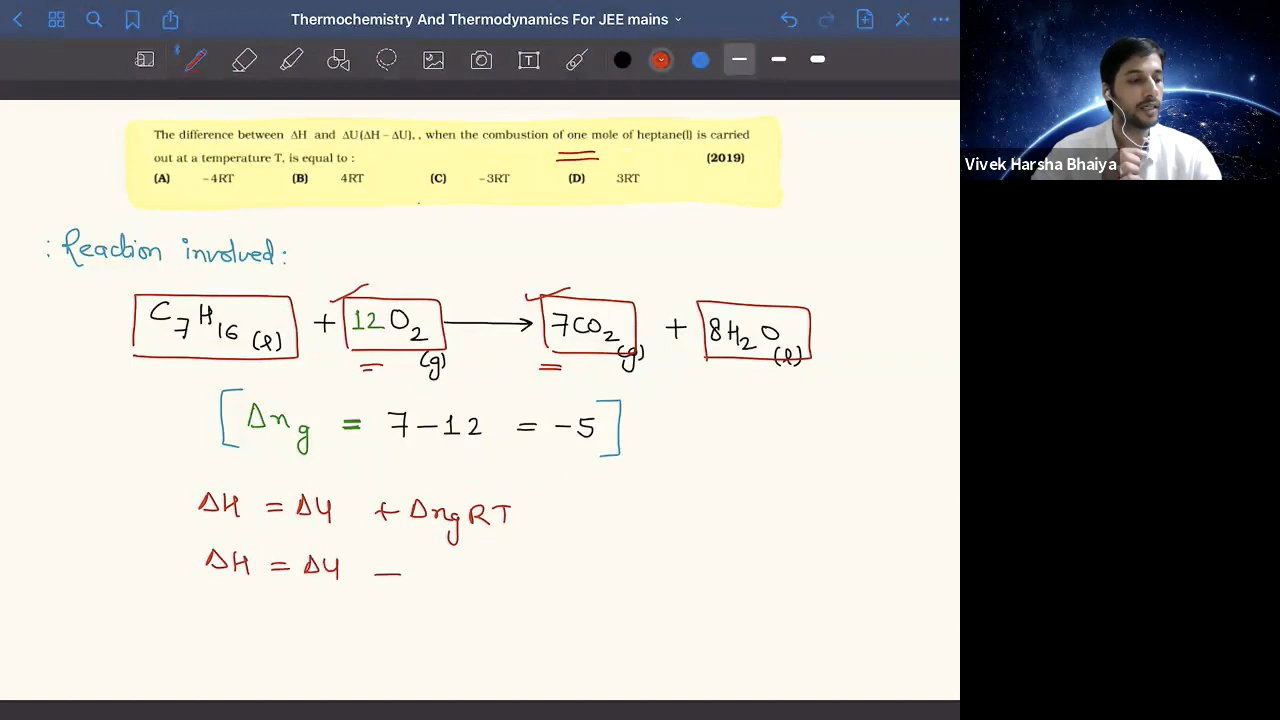 Thermochemistry And Thermodynamics For JEE mains
T
The difference between ΔH and ΔU(ΔH – ΔU), , when the combustion of one mole of heptane(l) is carried
out at a temperature T, is equal to : (2019)
(A) –4RT (B) 4RT (C) –3RT (D) 3RT
Vivek Harsha Bhaiya
: Reaction involved:
C7H16 (l) + 12O2 (g) ⟶ 7CO2 (g) + 8H2O (l)
[Δng = 7 – 12 = –5]
ΔH = ΔU + ΔngRT
ΔH = ΔU –